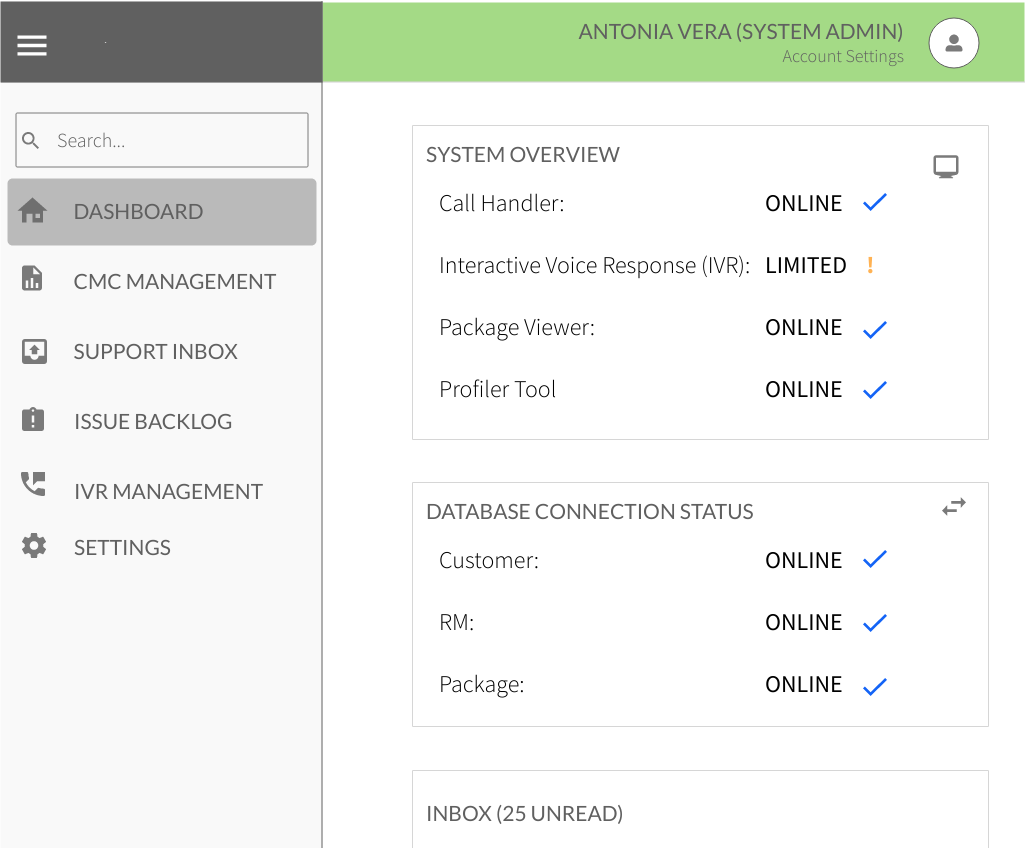 ANTONIA VERA (SYSTEM ADMIN)
Account Settings
Search...
DASHBOARD
CMC MANAGEMENT
SUPPORT INBOX
ISSUE BACKLOG
IVR MANAGEMENT
SETTINGS
SYSTEM OVERVIEW
Call Handler: ONLINE
Interactive Voice Response (IVR): LIMITED !
Package Viewer: ONLINE
Profiler Tool ONLINE
DATABASE CONNECTION STATUS
Customer: ONLINE
RM: ONLINE
Package: ONLINE
INBOX (25 UNREAD)